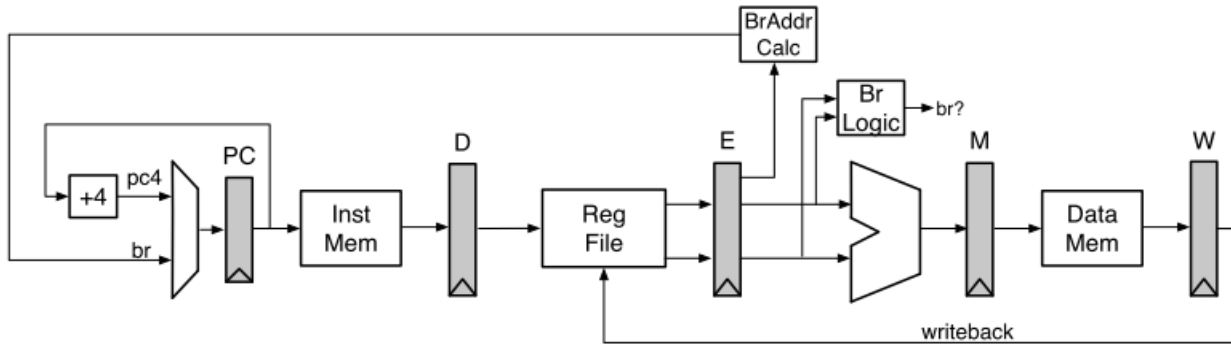 BrAddr
Calc
Br
Logic
br?
D
E
M
W
PC
pc4
+4
Inst
Mem
Reg
File
Data
Mem
br
writeback